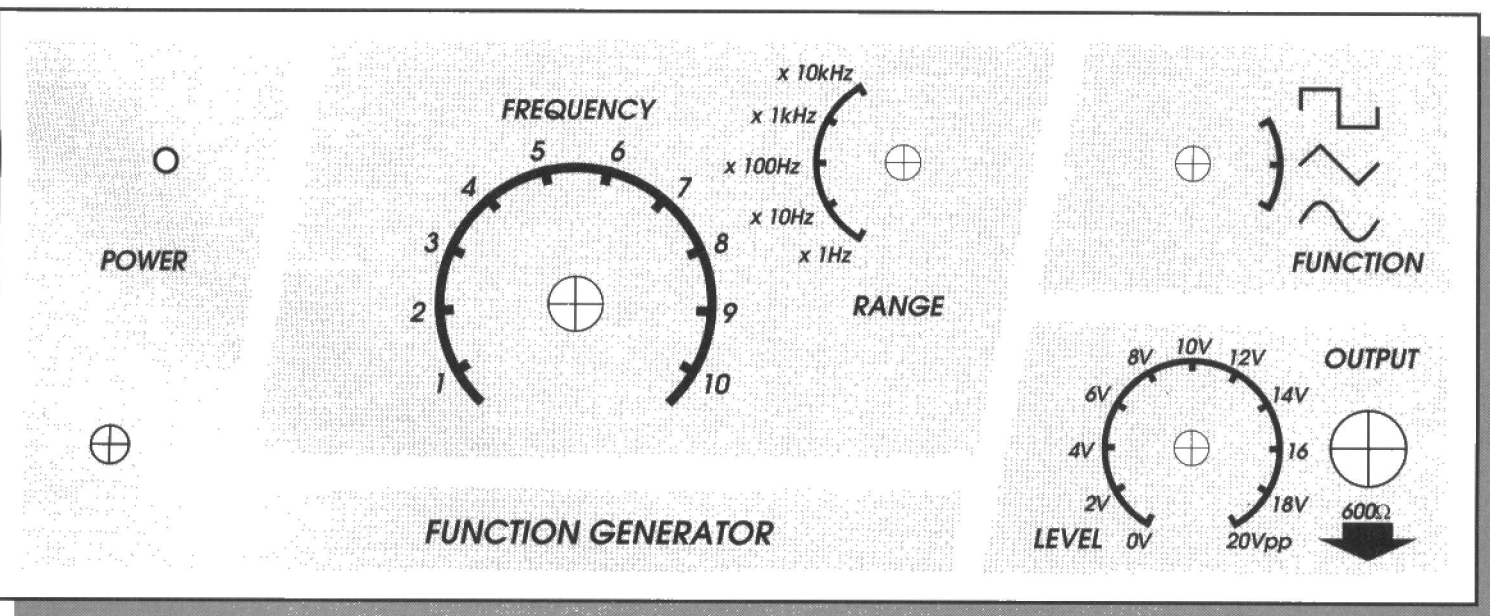 POWER
FREQUENCY
1
2
3
4
5
6
7
8
9
10
x 10kHz
x 1kHz
x 100Hz
x 10Hz
x 1Hz
RANGE
FUNCTION
LEVEL
0V
2V
4V
6V
8V
10V
12V
14V
16
18V
20Vpp
OUTPUT
600Ω
FUNCTION GENERATOR